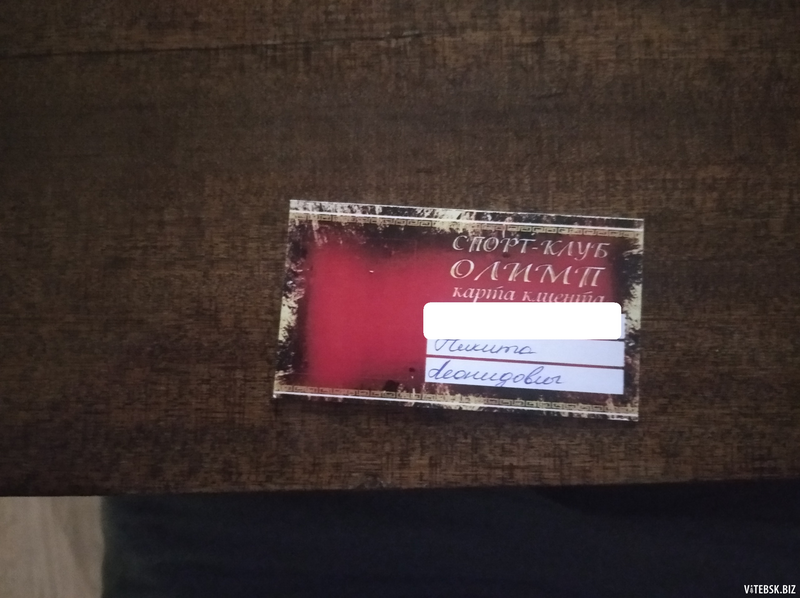 СПОРТ-КЛУБ
ОЛИМП
карта клиента
Никита
Леонидович
VITEBSK.BIZ